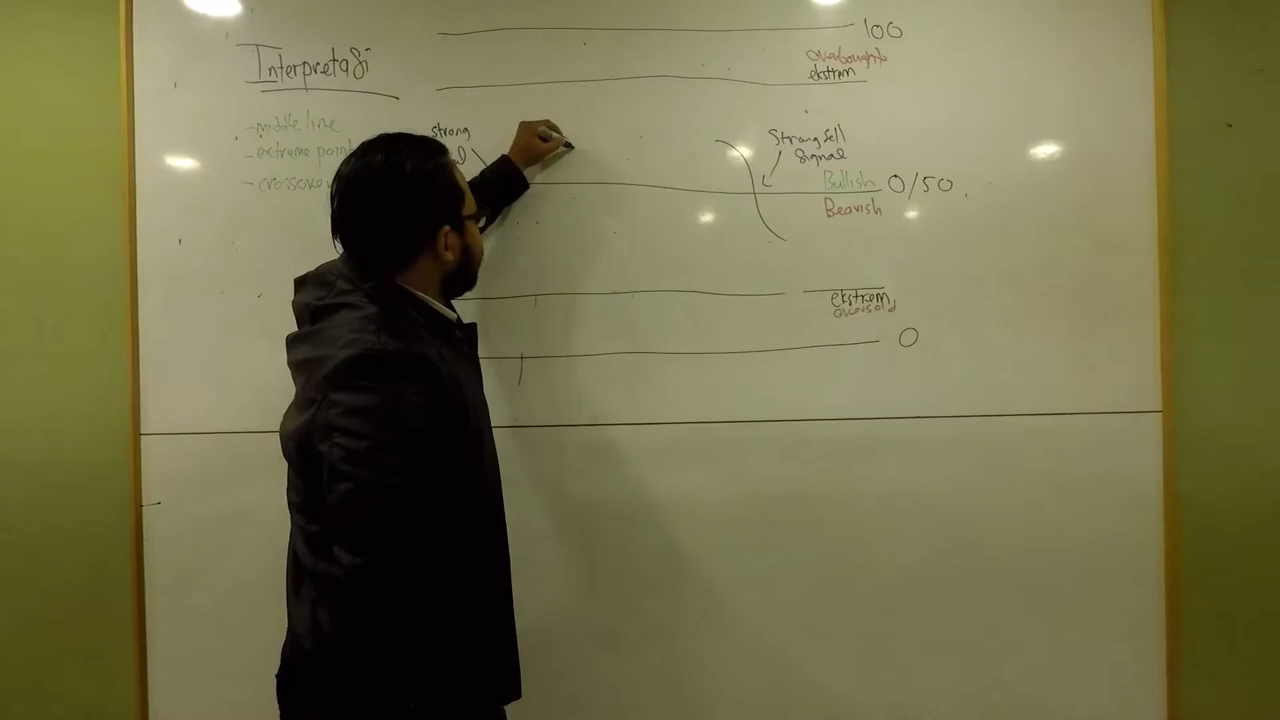 Interpretasi
- middle line
- extreme point
- crossove
100
overbought
ekstrem
strong
Strong sell
signal
Bullish
0/50
Bearish
ekstrem
oversold
0